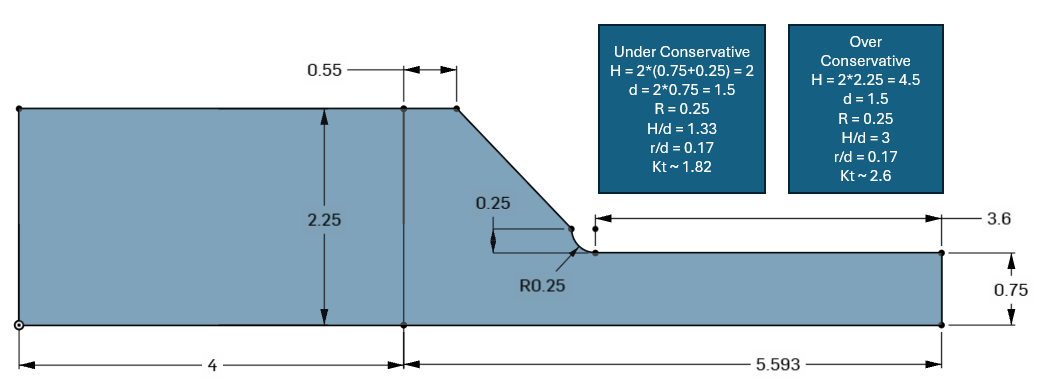 Under Conservative
H = 2*(0.75+0.25) = 2
d = 2*0.75 = 1.5
R = 0.25
H/d = 1.33
r/d = 0.17
Kt ~ 1.82
Over
Conservative
H = 2*2.25 = 4.5
d = 1.5
R = 0.25
H/d = 3
r/d = 0.17
Kt ~ 2.6
0.55
0.25
2.25
3.6
R0.25
0.75
4
5.593